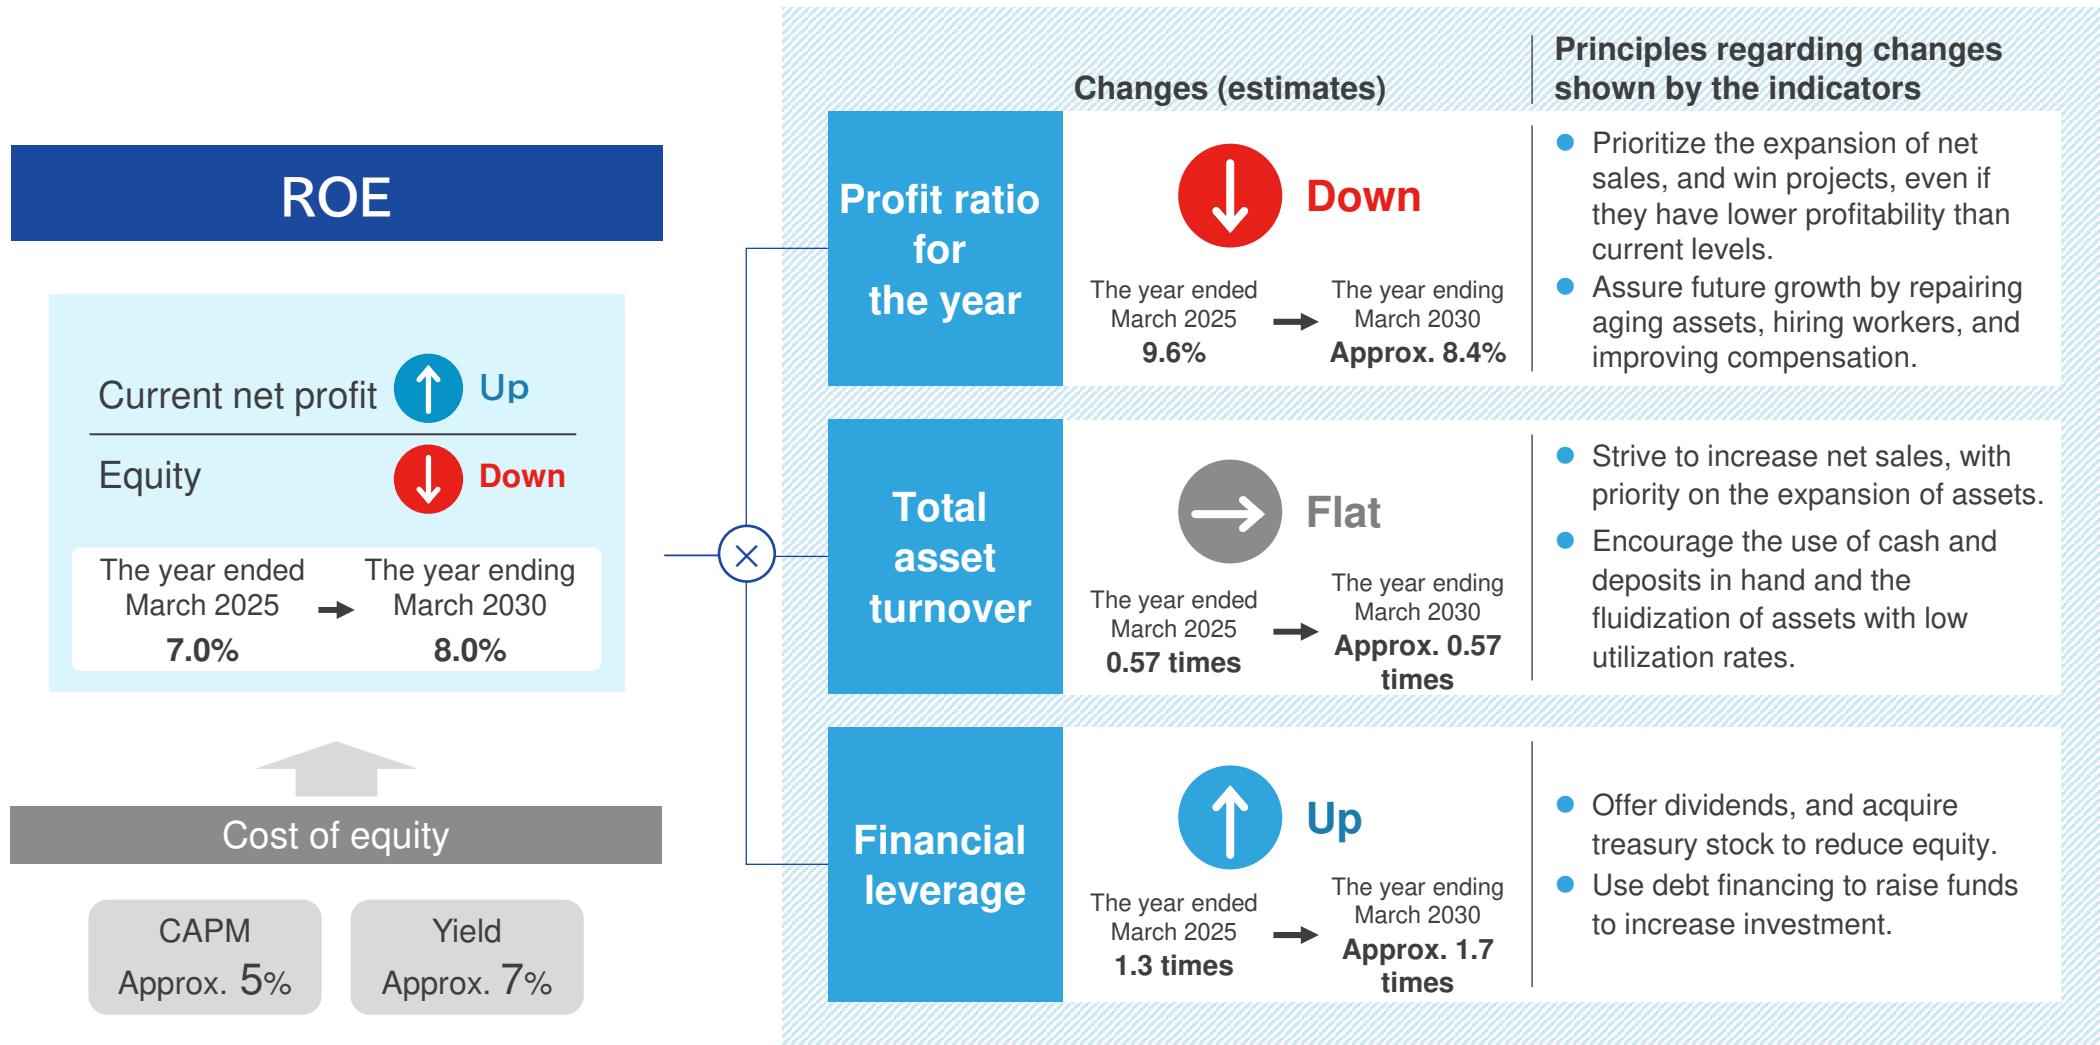 ROE
Current net profit
Up
Equity
Down
The year ended
March 2025
7.0%
The year ending
March 2030
8.0%
Cost of equity
CAPM
Approx. 5%
Yield
Approx. 7%
Changes (estimates)
Principles regarding changes
shown by the indicators
Profit ratio
for
the year
Down
The year ended
March 2025
9.6%
The year ending
March 2030
Approx. 8.4%
● Prioritize the expansion of net
sales, and win projects, even if
they have lower profitability than
current levels.
● Assure future growth by repairing
aging assets, hiring workers, and
improving compensation.
×
Total
asset
turnover
Flat
The year ended
March 2025
0.57 times
The year ending
March 2030
Approx. 0.57
times
● Strive to increase net sales, with
priority on the expansion of assets.
● Encourage the use of cash and
deposits in hand and the
fluidization of assets with low
utilization rates.
Financial
leverage
Up
The year ended
March 2025
1.3 times
The year ending
March 2030
Approx. 1.7
times
● Offer dividends, and acquire
treasury stock to reduce equity.
● Use debt financing to raise funds
to increase investment.